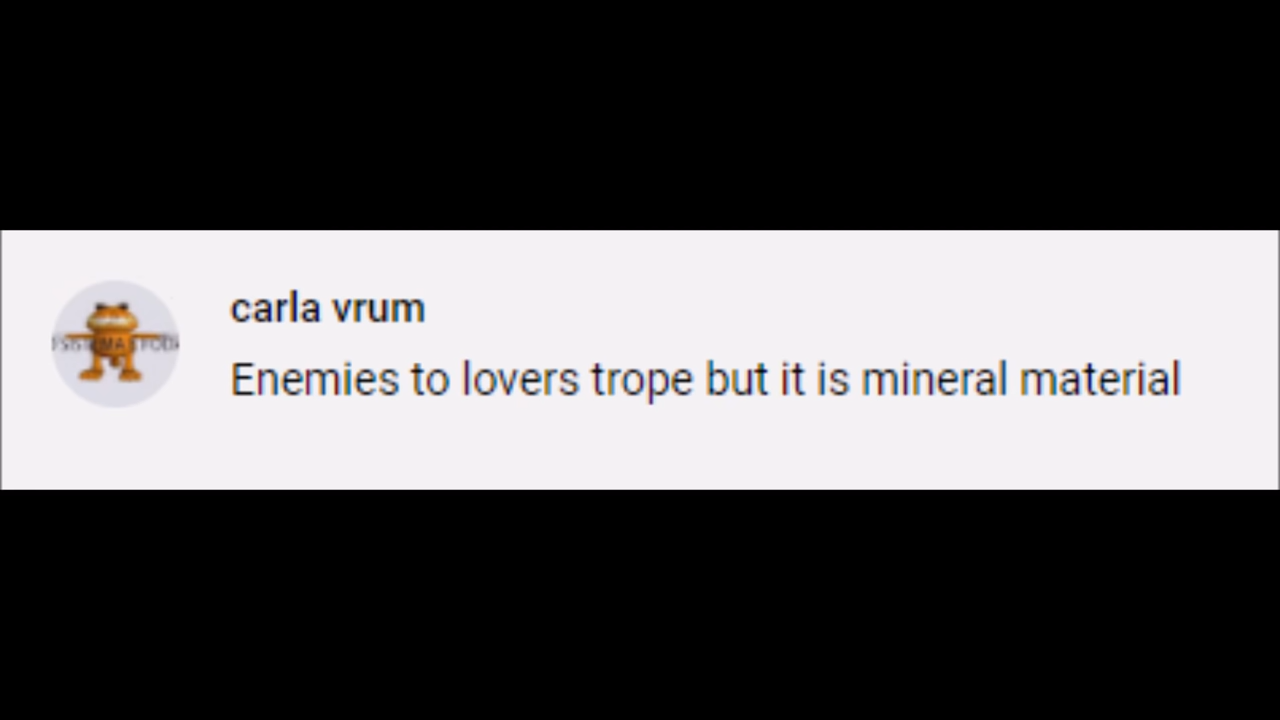 carla vrum
Enemies to lovers trope but it is mineral material